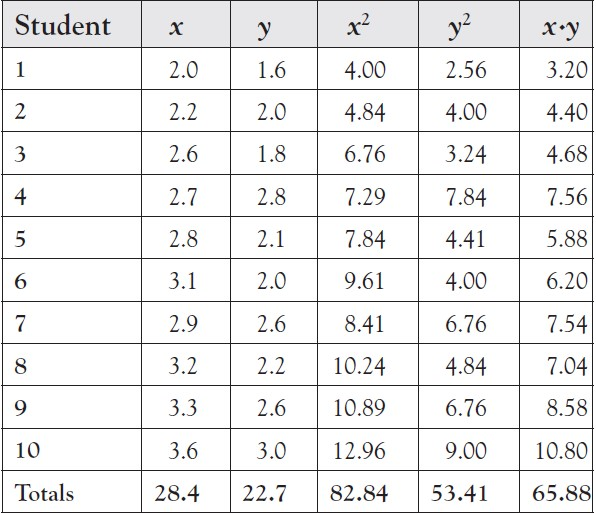 Student x y x² y² x·y
1 2.0 1.6 4.00 2.56 3.20
2 2.2 2.0 4.84 4.00 4.40
3 2.6 1.8 6.76 3.24 4.68
4 2.7 2.8 7.29 7.84 7.56
5 2.8 2.1 7.84 4.41 5.88
6 3.1 2.0 9.61 4.00 6.20
7 2.9 2.6 8.41 6.76 7.54
8 3.2 2.2 10.24 4.84 7.04
9 3.3 2.6 10.89 6.76 8.58
10 3.6 3.0 12.96 9.00 10.80
Totals 28.4 22.7 82.84 53.41 65.88